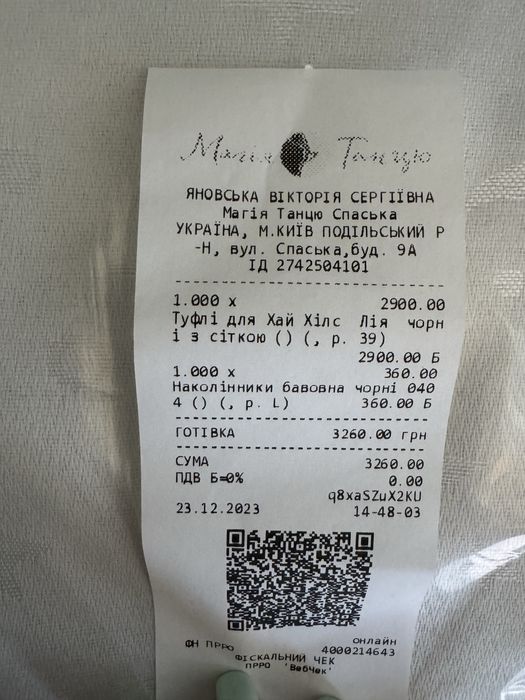 Магія Танцю
ЯНОВСЬКА ВІКТОРІЯ СЕРГІЇВНА
Магія Танцю Спаська
УКРАЇНА, М.КИЇВ ПОДІЛЬСЬКИЙ Р
-Н, вул. Спаська,буд. 9А
ІД 2742504101
1.000 x 2900.00
Туфлі для Хай Хілс Лія чорн
і з сіткою () (, р. 39)
2900.00 Б
1.000 x 360.00
Наколінники бавовна чорні 040
4 () (, р. L) 360.00 Б
ГОТІВКА 3260.00 грн
СУМА 3260.00
ПДВ Б=0% 0.00
q8xaSZuX2KU
23.12.2023 14-48-03
онлайн
ФН ПРРО 4000214643
ФІСКАЛЬНИЙ ЧЕК
ПРРО 'ВебЧек'